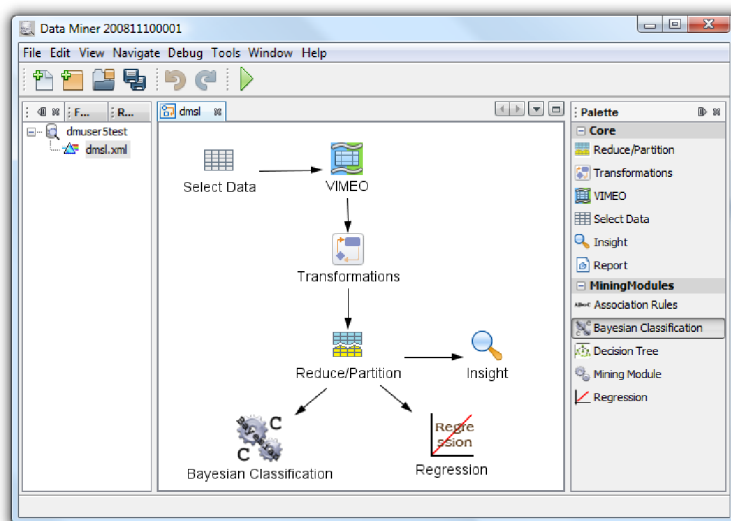 Data Miner 200811100001
File Edit View Navigate Debug Tools Window Help
F... R...
dmuser5test
dmsl.xml
dmsl
Select Data
VIMEO
Transformations
Reduce/Partition
Insight
C
C
Bayesian Classification
Regre
ssion
Regression
Palette
Core
Reduce/Partition
Transformations
VIMEO
Select Data
Insight
Report
MiningModules
Association Rules
Bayesian Classification
Decision Tree
Mining Module
Regression